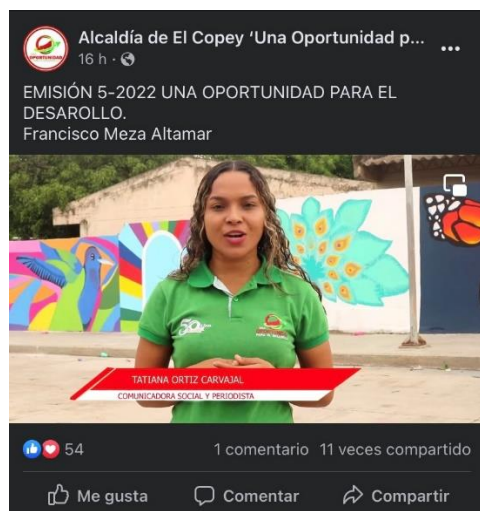 Alcaldía de El Copey ‘Una Oportunidad p...
16 h ·
EMISIÓN 5-2022 UNA OPORTUNIDAD PARA EL
DESAROLLO.
Francisco Meza Altamar
50
TATIANA ORTIZ CARVAJAL
COMUNICADORA SOCIAL Y PERIODISTA
54
1 comentario 11 veces compartido
Me gusta
Comentar
Compartir